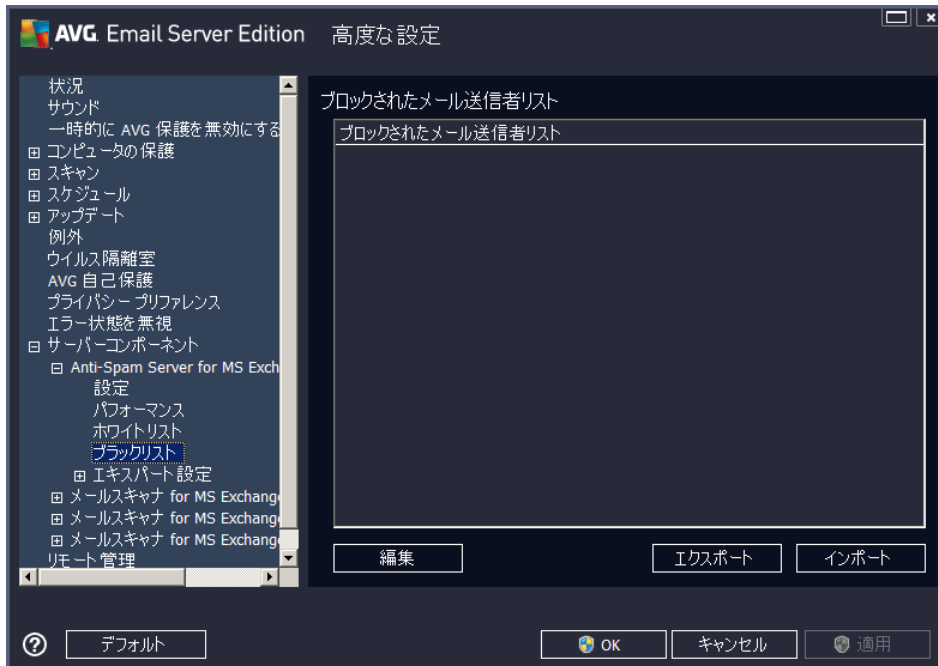 AVG. Email Server Edition 高度な設定
状況
サウンド
一時的に AVG 保護を無効にする
コンピュータの保護
スキャン
スケジュール
アップデート
例外
ウイルス隔離室
AVG 自己保護
プライバシー プリファレンス
エラー状態を無視
サーバーコンポーネント
Anti-Spam Server for MS Exch
設定
パフォーマンス
ホワイトリスト
ブラックリスト
エキスパート設定
メールスキャナ for MS Exchang
メールスキャナ for MS Exchang
メールスキャナ for MS Exchang
リモート管理
ブロックされたメール送信者リスト
ブロックされたメール送信者リスト
編集
エクスポート
インポート
デフォルト
OK
キャンセル
適用